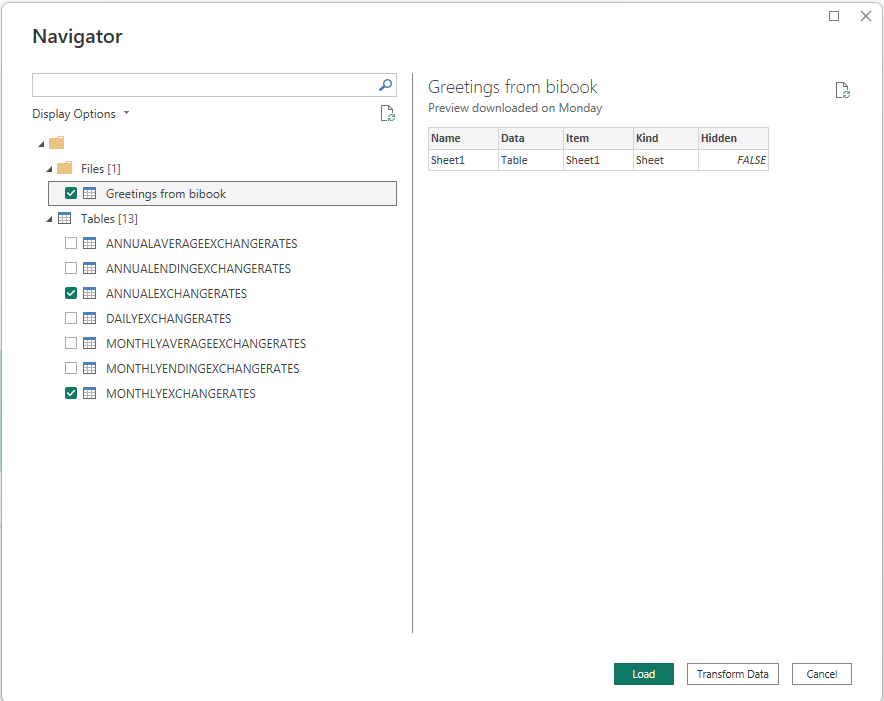 Navigator
Display Options
Files [1]
Greetings from bibook
Tables [13]
ANNUALAVERAGEEXCHANGERATES
ANNUALENDINGEXCHANGERATES
ANNUALEXCHANGERATES
DAILYEXCHANGERATES
MONTHLYAVERAGEEXCHANGERATES
MONTHLYENDINGEXCHANGERATES
MONTHLYEXCHANGERATES
Greetings from bibook
Preview downloaded on Monday
Name Data Item Kind Hidden
Sheet1 Table Sheet1 Sheet FALSE
Load Transform Data Cancel